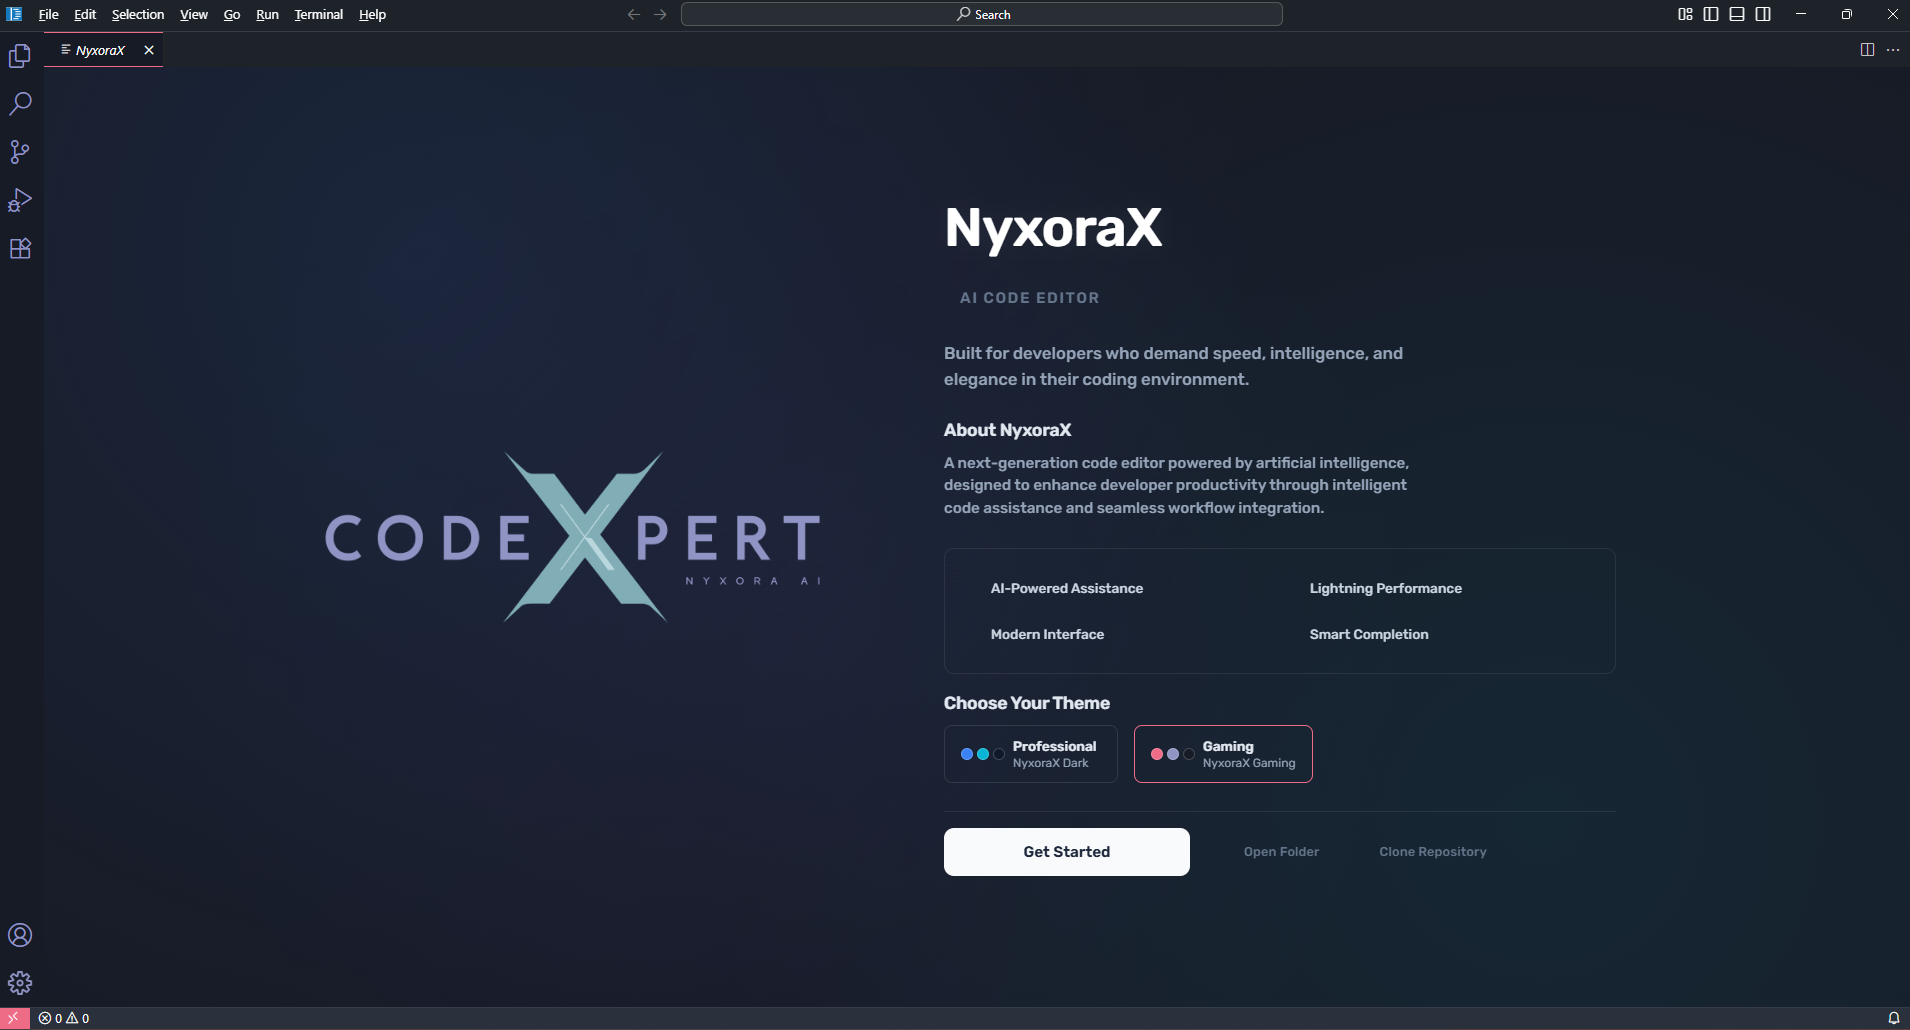 File Edit Selection View Go Run Terminal Help
Search
NyxoraX
NyxoraX
AI CODE EDITOR
Built for developers who demand speed, intelligence, and
elegance in their coding environment.
About NyxoraX
A next-generation code editor powered by artificial intelligence,
designed to enhance developer productivity through intelligent
code assistance and seamless workflow integration.
CODEXPERT
NYXORA AI
AI-Powered Assistance
Lightning Performance
Modern Interface
Smart Completion
Choose Your Theme
Professional
NyxoraX Dark
Gaming
NyxoraX Gaming
Get Started
Open Folder
Clone Repository
0 0